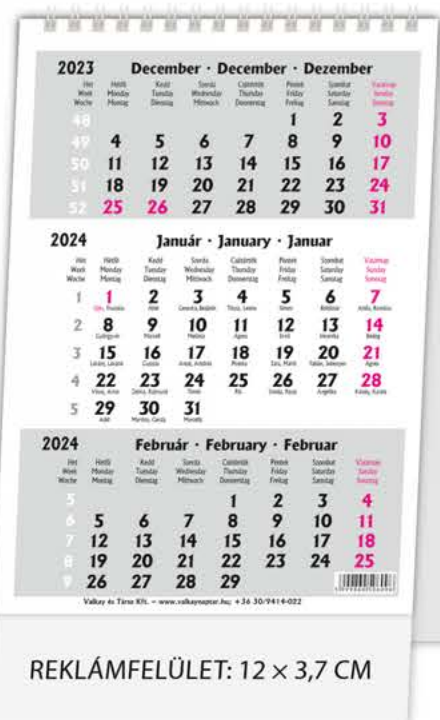 2023 December · December · Dezember
Hét Hétfő Kedd Szerda Csütörtök Péntek Szombat Vasárnap
Week Monday Tuesday Wednesday Thursday Friday Saturday Sunday
Woche Montag Dienstag Mittwoch Donnerstag Freitag Samstag Sonntag
48 1 2 3
49 4 5 6 7 8 9 10
50 11 12 13 14 15 16 17
51 18 19 20 21 22 23 24
52 25 26 27 28 29 30 31
2024 Január · January · Januar
Hét Hétfő Kedd Szerda Csütörtök Péntek Szombat Vasárnap
Week Monday Tuesday Wednesday Thursday Friday Saturday Sunday
Woche Montag Dienstag Mittwoch Donnerstag Freitag Samstag Sonntag
1 1 2 3 4 5 6 7
2 8 9 10 11 12 13 14
3 15 16 17 18 19 20 21
4 22 23 24 25 26 27 28
5 29 30 31
2024 Február · February · Februar
Hét Hétfő Kedd Szerda Csütörtök Péntek Szombat Vasárnap
Week Monday Tuesday Wednesday Thursday Friday Saturday Sunday
Woche Montag Dienstag Mittwoch Donnerstag Freitag Samstag Sonntag
5 1 2 3 4
6 5 6 7 8 9 10 11
7 12 13 14 15 16 17 18
8 19 20 21 22 23 24 25
9 26 27 28 29
Valkay és Társa Kft. – www.valkaynaptar.hu; +36 30/9414-022
REKLÁMFELÜLET: 12 × 3,7 CM